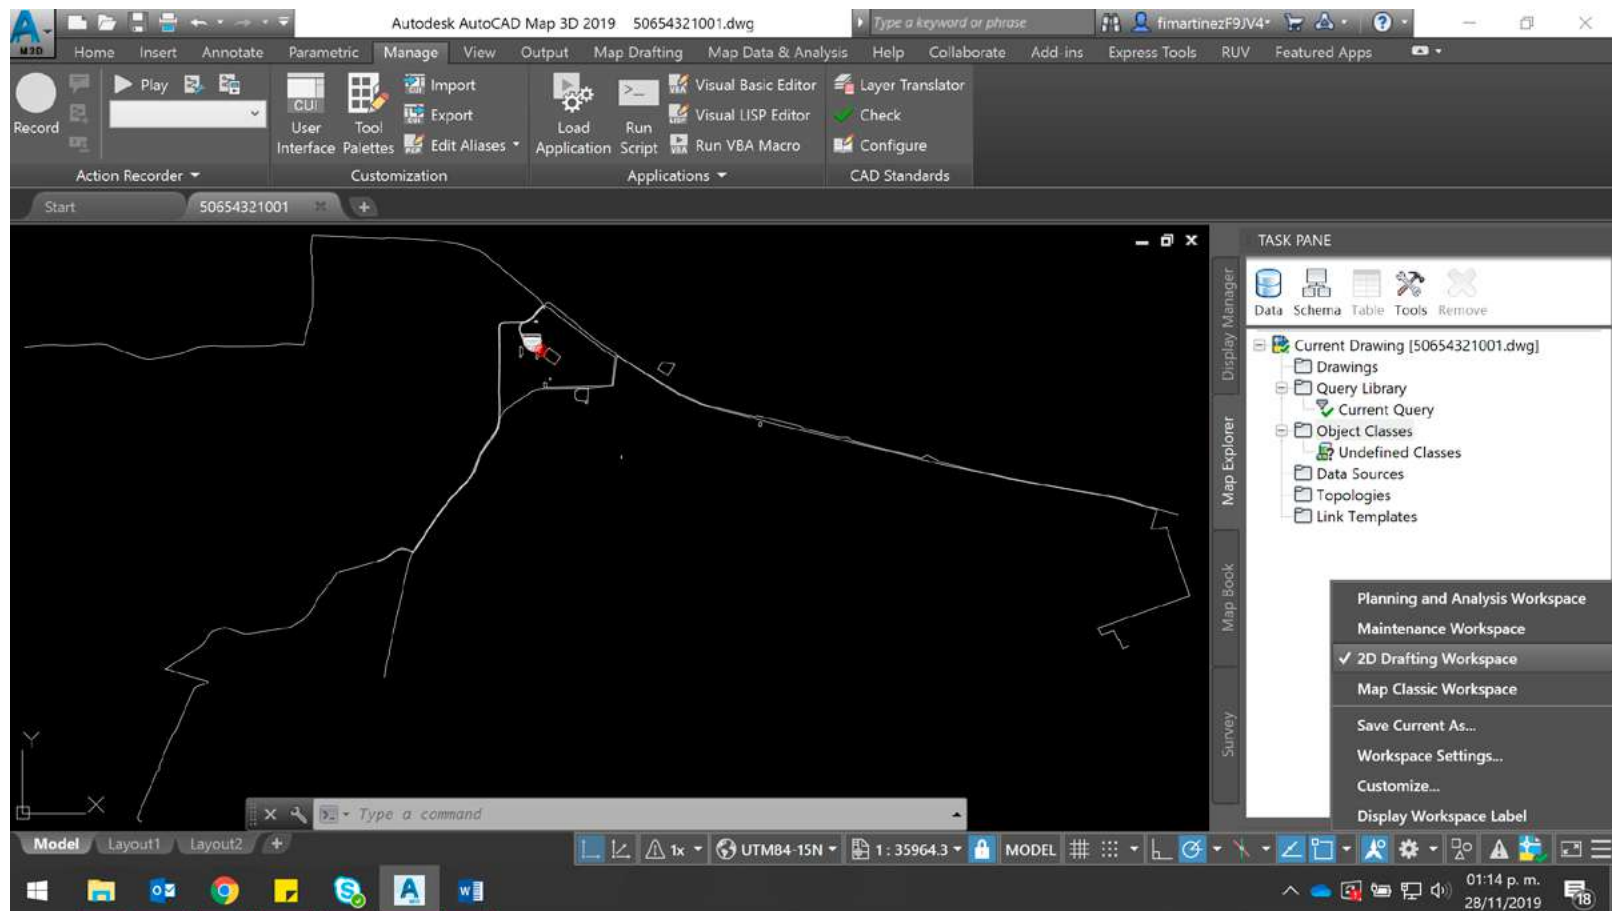 Autodesk AutoCAD Map 3D 2019 50654321001.dwg
Type a keyword or phrase
fimartinezF9JV4
M3D
Home Insert Annotate Parametric Manage View Output Map Drafting Map Data & Analysis Help Collaborate Add-ins Express Tools RUV Featured Apps
Record
Play
Action Recorder
CUI
User Interface
Tool Palettes
Import
Export
Edit Aliases
Customization
Load Application
Run Script
Visual Basic Editor
Visual LISP Editor
Run VBA Macro
Applications
Layer Translator
Check
Configure
CAD Standards
Start
50654321001
TASK PANE
Display Manager
Map Explorer
Map Book
Survey
Data Schema Table Tools Remove
Current Drawing [50654321001.dwg]
Drawings
Query Library
Current Query
Object Classes
Undefined Classes
Data Sources
Topologies
Link Templates
Planning and Analysis Workspace
Maintenance Workspace
2D Drafting Workspace
Map Classic Workspace
Save Current As...
Workspace Settings...
Customize...
Display Workspace Label
Y
X
Type a command
Model Layout1 Layout2
1x
UTM84-15N
1 : 35964.3
MODEL
01:14 p. m.
28/11/2019
18